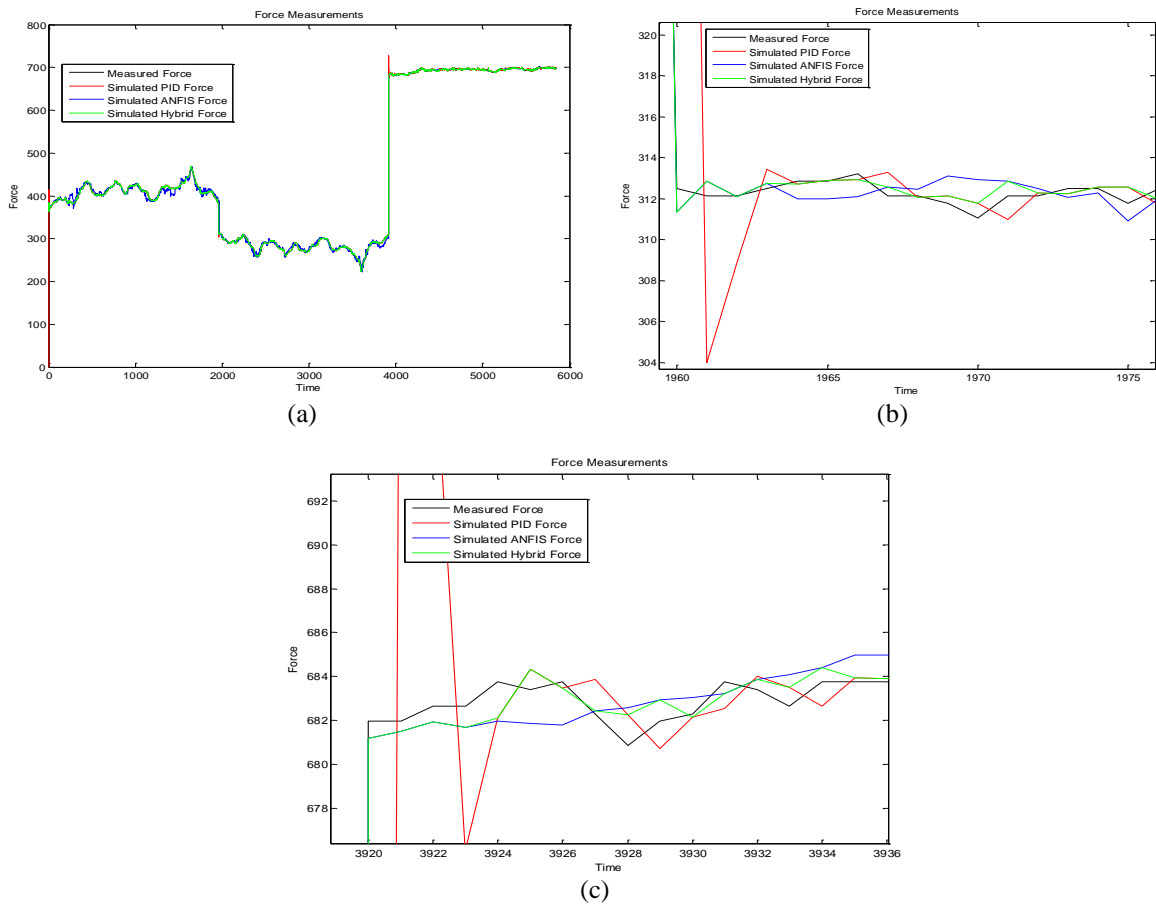 Force Measurements
800
700
600
500
400
300
200
100
0
Force
Measured Force
Simulated PID Force
Simulated ANFIS Force
Simulated Hybrid Force
0 1000 2000 3000 4000 5000 6000
Time
(a)
Force Measurements
320
318
316
314
312
310
308
306
304
Force
Measured Force
Simulated PID Force
Simulated ANFIS Force
Simulated Hybrid Force
1960 1965 1970 1975
Time
(b)
Force Measurements
692
690
688
686
684
682
680
678
Force
Measured Force
Simulated PID Force
Simulated ANFIS Force
Simulated Hybrid Force
3920 3922 3924 3926 3928 3930 3932 3934 3936
Time
(c)